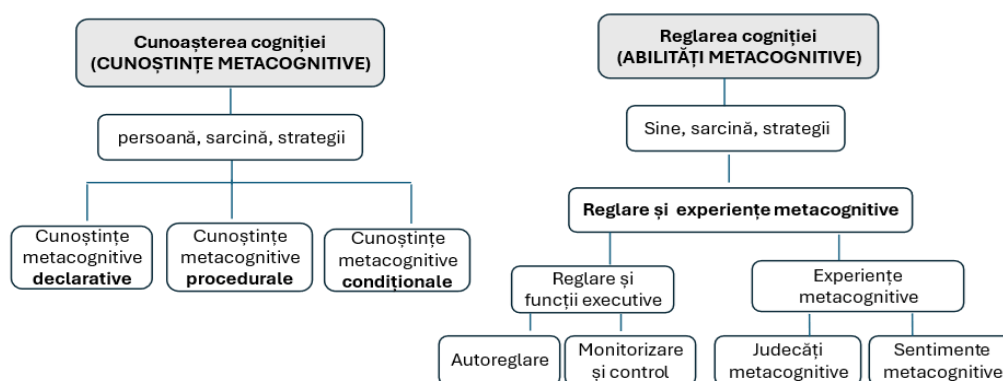 Cunoașterea cogniției
(CUNOȘTINȚE METACOGNITIVE)
persoană, sarcină, strategii
Cunoștințe
metacognitive
declarative
Cunoștințe
metacognitive
procedurale
Cunoștințe
metacognitive
condiționale
Reglarea cogniției
(ABILITĂȚI METACOGNITIVE)
Sine, sarcină, strategii
Reglare și experiențe metacognitive
Reglare și
funcții executive
Experiențe
metacognitive
Autoreglare
Monitorizare
și control
Judecăți
metacognitive
Sentimente
metacognitive